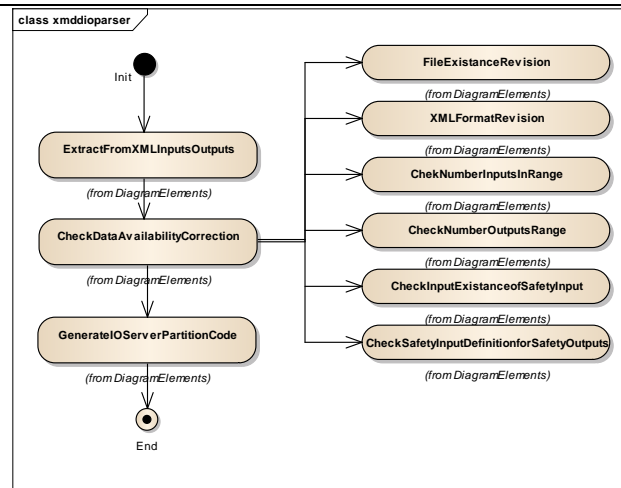 class xmddioparser
Init
ExtractFromXMLInputsOutputs
(from DiagramElements)
CheckDataAvailabilityCorrection
(from DiagramElements)
GenerateIOServerPartitionCode
(from DiagramElements)
End
FileExistanceRevision
(from DiagramElements)
XMLFormatRevision
(from DiagramElements)
ChekNumberInputsInRange
(from DiagramElements)
CheckNumberOutputsRange
(from DiagramElements)
CheckInputExistanceofSafetyInput
(from DiagramElements)
CheckSafetyInputDefinitionforSafetyOutputs
(from DiagramElements)